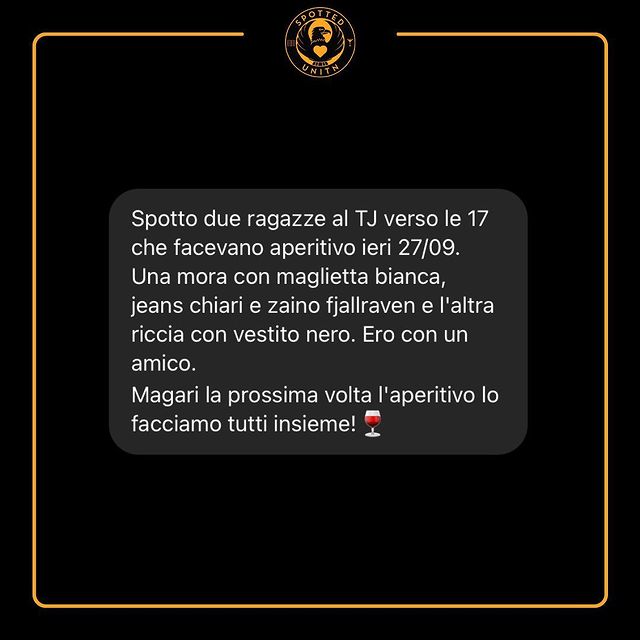 SPOTTED
UNITN
Spotto due ragazze al TJ verso le 17
che facevano aperitivo ieri 27/09.
Una mora con maglietta bianca,
jeans chiari e zaino fjallraven e l'altra
riccia con vestito nero. Ero con un
amico.
Magari la prossima volta l'aperitivo lo
facciamo tutti insieme! 🍷